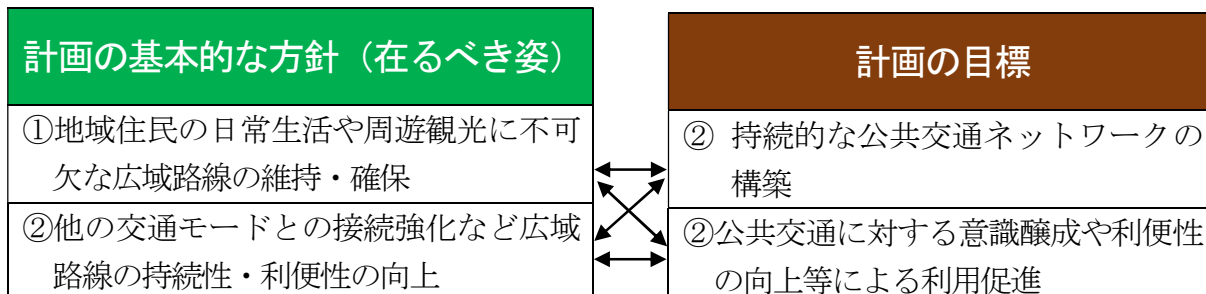 計画の基本的な方針（在るべき姿）
①地域住民の日常生活や周遊観光に不可
欠な広域路線の維持・確保
②他の交通モードとの接続強化など広域
路線の持続性・利便性の向上
計画の目標
② 持続的な公共交通ネットワークの
構築
②公共交通に対する意識醸成や利便性
の向上等による利用促進